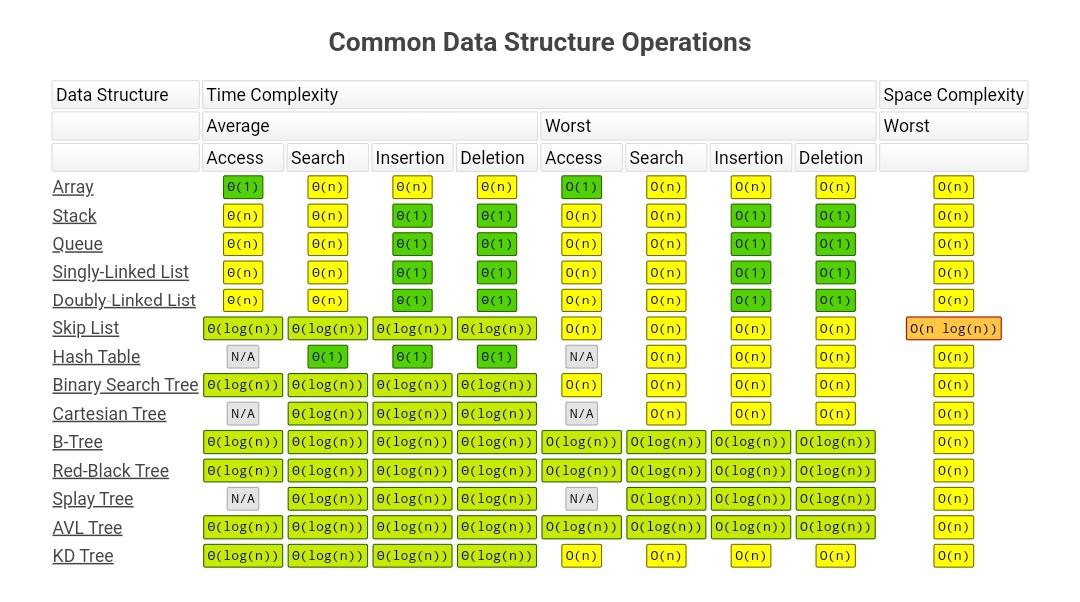 Common Data Structure Operations
Data Structure Time Complexity Space Complexity
Average Worst Worst
Access Search Insertion Deletion Access Search Insertion Deletion
Array Θ(1) Θ(n) Θ(n) Θ(n) O(1) O(n) O(n) O(n) O(n)
Stack Θ(n) Θ(n) Θ(1) Θ(1) O(n) O(n) O(1) O(1) O(n)
Queue Θ(n) Θ(n) Θ(1) Θ(1) O(n) O(n) O(1) O(1) O(n)
Singly-Linked List Θ(n) Θ(n) Θ(1) Θ(1) O(n) O(n) O(1) O(1) O(n)
Doubly-Linked List Θ(n) Θ(n) Θ(1) Θ(1) O(n) O(n) O(1) O(1) O(n)
Skip List Θ(log(n)) Θ(log(n)) Θ(log(n)) Θ(log(n)) O(n) O(n) O(n) O(n) O(n log(n))
Hash Table N/A Θ(1) Θ(1) Θ(1) N/A O(n) O(n) O(n) O(n)
Binary Search Tree Θ(log(n)) Θ(log(n)) Θ(log(n)) Θ(log(n)) O(n) O(n) O(n) O(n) O(n)
Cartesian Tree N/A Θ(log(n)) Θ(log(n)) Θ(log(n)) N/A O(n) O(n) O(n) O(n)
B-Tree Θ(log(n)) Θ(log(n)) Θ(log(n)) Θ(log(n)) O(log(n)) O(log(n)) O(log(n)) O(log(n)) O(n)
Red-Black Tree Θ(log(n)) Θ(log(n)) Θ(log(n)) Θ(log(n)) O(log(n)) O(log(n)) O(log(n)) O(log(n)) O(n)
Splay Tree N/A Θ(log(n)) Θ(log(n)) Θ(log(n)) N/A O(log(n)) O(log(n)) O(log(n)) O(n)
AVL Tree Θ(log(n)) Θ(log(n)) Θ(log(n)) Θ(log(n)) O(log(n)) O(log(n)) O(log(n)) O(log(n)) O(n)
KD Tree Θ(log(n)) Θ(log(n)) Θ(log(n)) Θ(log(n)) O(n) O(n) O(n) O(n) O(n)